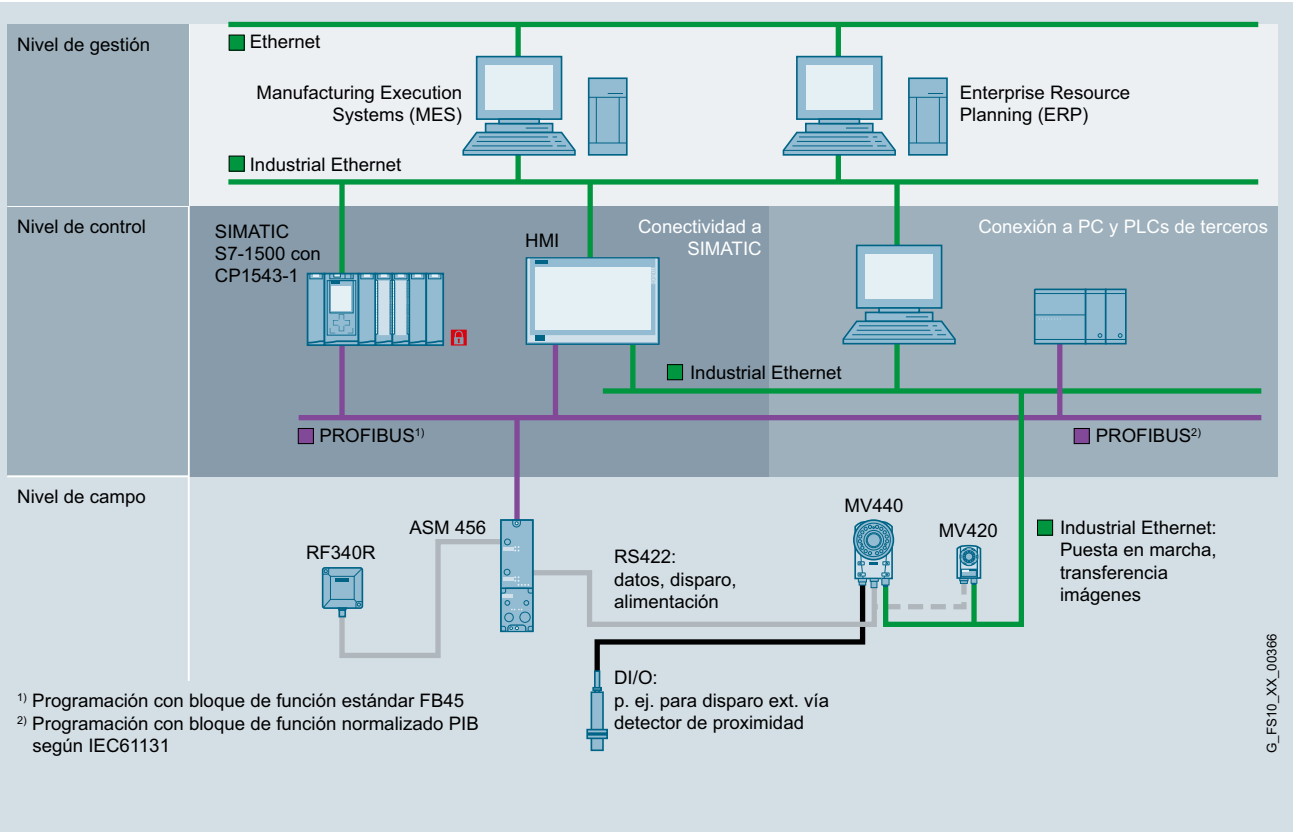 Nivel de gestión
Ethernet
Manufacturing Execution
Systems (MES)
Enterprise Resource
Planning (ERP)
Industrial Ethernet
Nivel de control
SIMATIC
S7-1500 con
CP1543-1
HMI
Conectividad a
SIMATIC
Conexión a PC y PLCs de terceros
Industrial Ethernet
PROFIBUS1)
PROFIBUS2)
Nivel de campo
RF340R
ASM 456
RS422:
datos, disparo,
alimentación
MV440
MV420
Industrial Ethernet:
Puesta en marcha,
transferencia
imágenes
DI/O:
p. ej. para disparo ext. vía
detector de proximidad
1) Programación con bloque de función estándar FB45
2) Programación con bloque de función normalizado PIB
según IEC61131
G_FS10_XX_00366